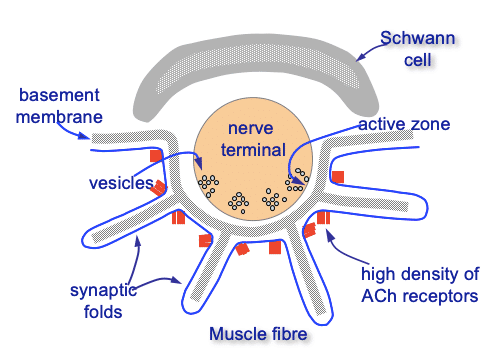 Schwann
cell
basement
membrane
nerve
terminal
active zone
vesicles
synaptic
folds
high density of
ACh receptors
Muscle fibre